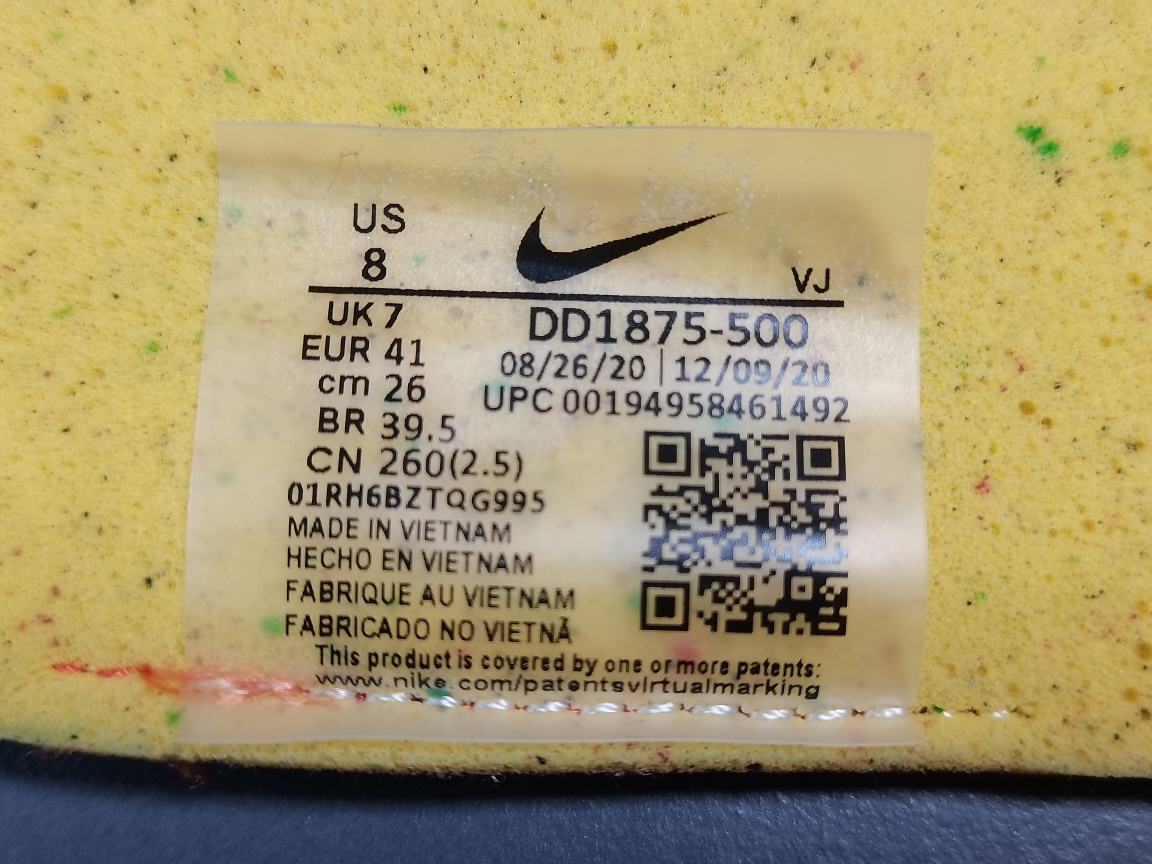 US
8
VJ
UK 7
DD1875-500
EUR 41
08/26/20 | 12/09/20
cm 26
UPC 00194958461492
BR 39.5
CN 260(2.5)
01RH6BZTQG995
MADE IN VIETNAM
HECHO EN VIETNAM
FABRIQUE AU VIETNAM
FABRICADO NO VIETNÃ
This product is covered by one or more patents:
www.nike.com/patentsvirtualmarking